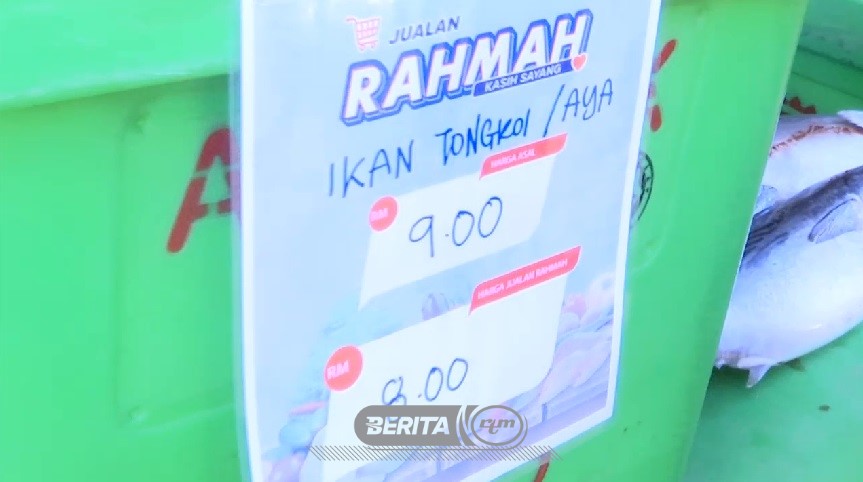 JUALAN
RAHMAH
KASIH SAYANG
IKAN TONGKOL /AYA
HARGA ASAL
RM
9.00
HARGA JUALAN RAHMAH
RM
8.00
BERITA rtm